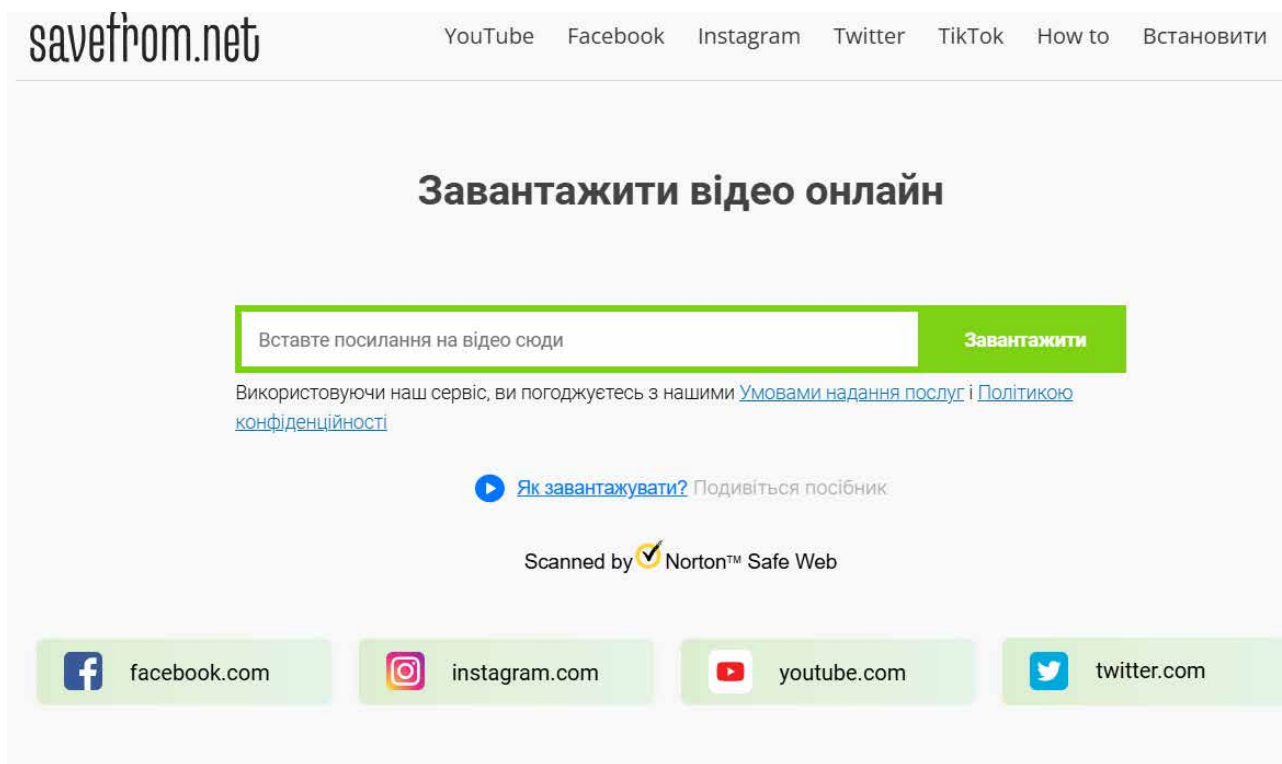 savefrom.net YouTube Facebook Instagram Twitter TikTok How to Встановити
Завантажити відео онлайн
Вставте посилання на відео сюди Завантажити
Використовуючи наш сервіс, ви погоджуєтесь з нашими Умовами надання послуг і Політикою
конфіденційності
Як завантажувати? Подивіться посібник
Scanned by Norton™ Safe Web
facebook.com instagram.com youtube.com twitter.com